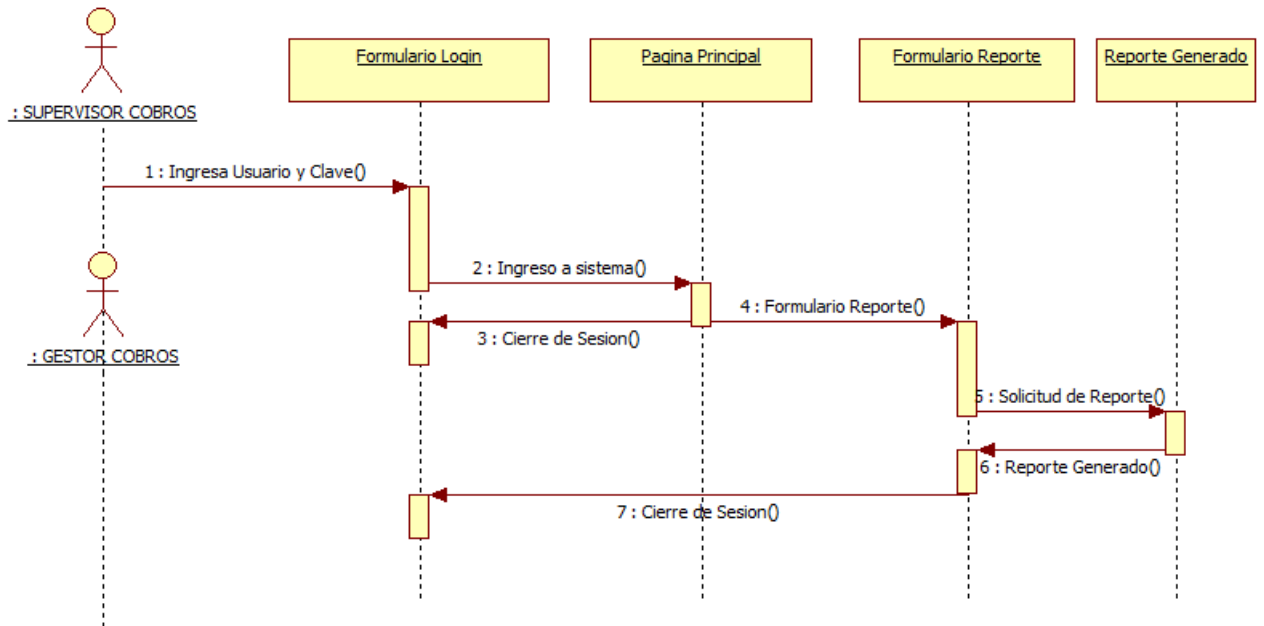 Formulario Login
Pagina Principal
Formulario Reporte
Reporte Generado
: SUPERVISOR COBROS
1 : Ingresa Usuario y Clave()
2 : Ingreso a sistema()
4 : Formulario Reporte()
3 : Cierre de Sesion()
: GESTOR COBROS
5 : Solicitud de Reporte()
6 : Reporte Generado()
7 : Cierre de Sesion()